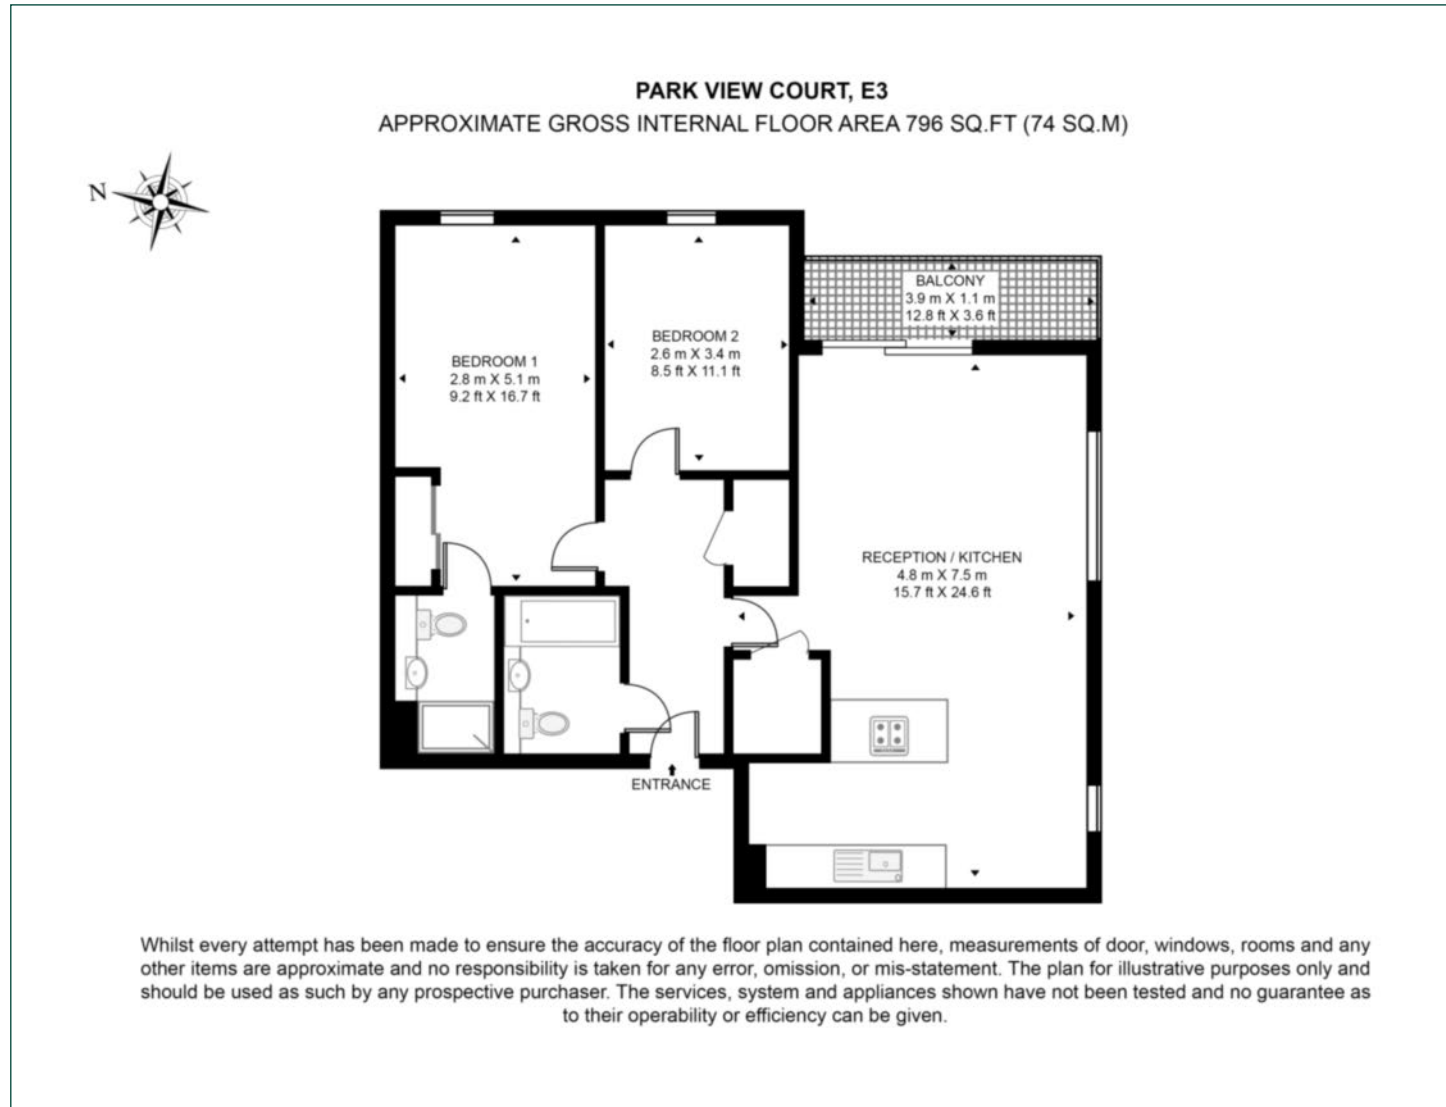 PARK VIEW COURT, E3
APPROXIMATE GROSS INTERNAL FLOOR AREA 796 SQ.FT (74 SQ.M)
N
BALCONY
3.9 m X 1.1 m
12.8 ft X 3.6 ft
BEDROOM 2
2.6 m X 3.4 m
8.5 ft X 11.1 ft
BEDROOM 1
2.8 m X 5.1 m
9.2 ft X 16.7 ft
RECEPTION / KITCHEN
4.8 m X 7.5 m
15.7 ft X 24.6 ft
ENTRANCE
Whilst every attempt has been made to ensure the accuracy of the floor plan contained here, measurements of door, windows, rooms and any
other items are approximate and no responsibility is taken for any error, omission, or mis-statement. The plan for illustrative purposes only and
should be used as such by any prospective purchaser. The services, system and appliances shown have not been tested and no guarantee as
to their operability or efficiency can be given.